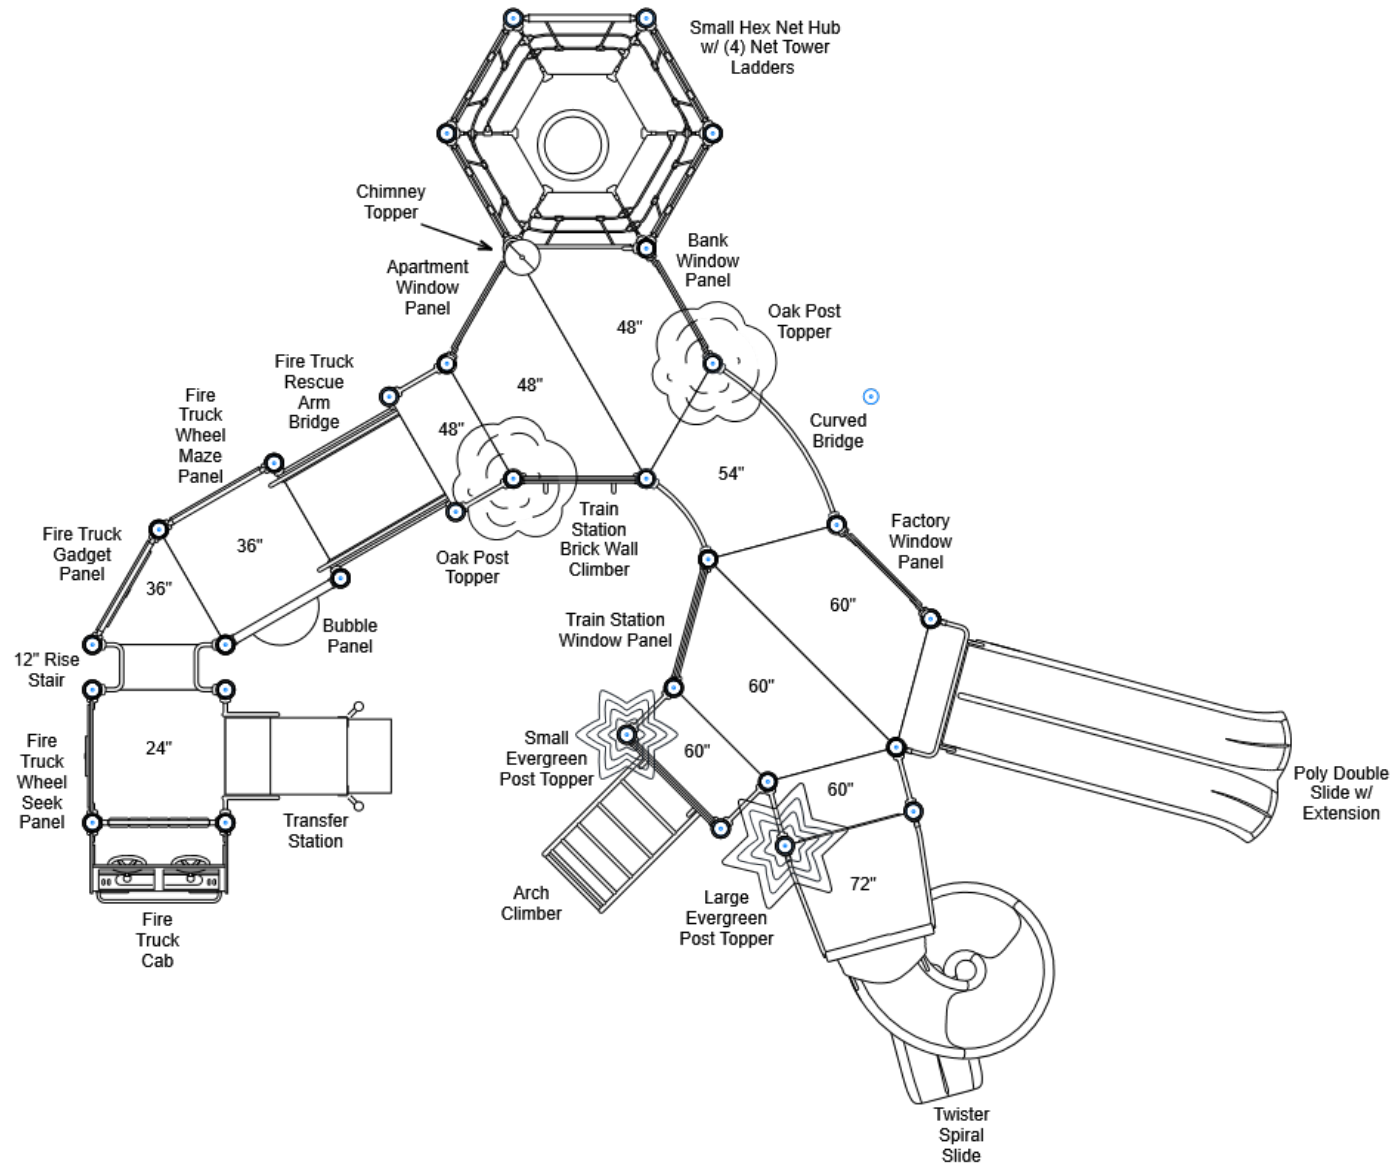 Small Hex Net Hub
w/ (4) Net Tower
Ladders
Chimney
Topper
Bank
Window
Panel
Apartment
Window
Panel
Oak Post
Topper
48"
Fire Truck
Rescue
Arm
Bridge
48"
Fire
Truck
Wheel
Maze
Panel
Curved
Bridge
48"
54"
Train
Station
Brick Wall
Climber
Factory
Window
Panel
Fire Truck
Gadget
Panel
36"
Oak Post
Topper
36"
60"
Train Station
Window Panel
Bubble
Panel
12" Rise
Stair
60"
Fire
Truck
Wheel
Seek
Panel
24"
Small
Evergreen
Post Topper
60"
60"
Poly Double
Slide w/
Extension
Transfer
Station
72"
Arch
Climber
Large
Evergreen
Post Topper
Fire
Truck
Cab
Twister
Spiral
Slide